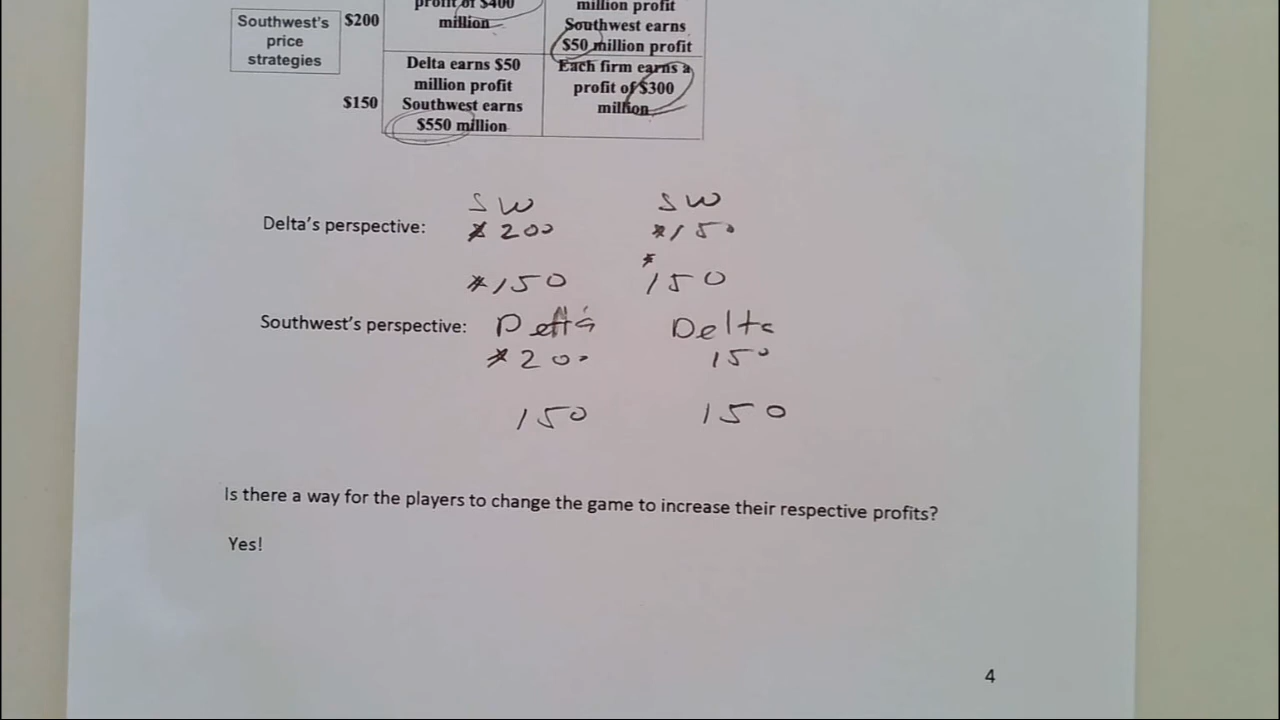 profit of $400
million
million profit
Southwest earns
$50 million profit
Southwest's
price
strategies
$200
$150
Delta earns $50
million profit
Southwest earns
$550 million
Each firm earns a
profit of $300
million
SW SW
Delta's perspective: $200 $150
$150 $150
Southwest's perspective: Delta Delta
$200 150
150 150
Is there a way for the players to change the game to increase their respective profits?
Yes!
4